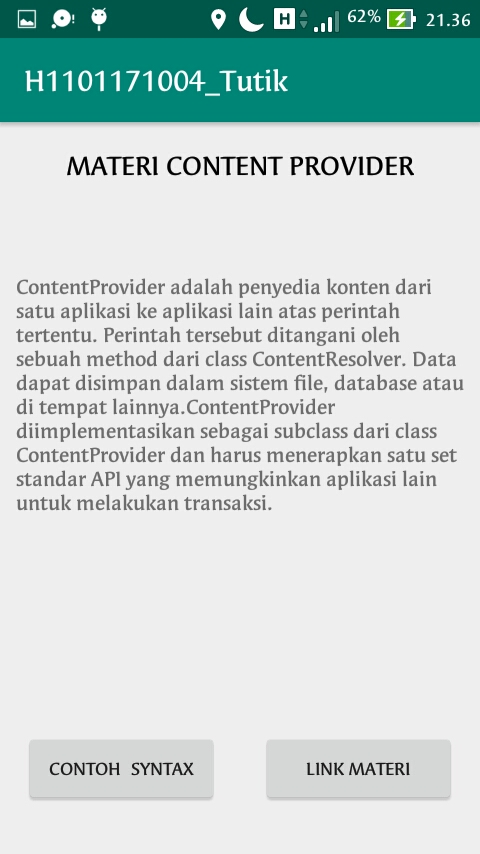 H 62% 21.36
H1101171004_Tutik
MATERI CONTENT PROVIDER
ContentProvider adalah penyedia konten dari
satu aplikasi ke aplikasi lain atas perintah
tertentu. Perintah tersebut ditangani oleh
sebuah method dari class ContentResolver. Data
dapat disimpan dalam sistem file, database atau
di tempat lainnya.ContentProvider
diimplementasikan sebagai subclass dari class
ContentProvider dan harus menerapkan satu set
standar API yang memungkinkan aplikasi lain
untuk melakukan transaksi.
CONTOH  SYNTAX
LINK MATERI